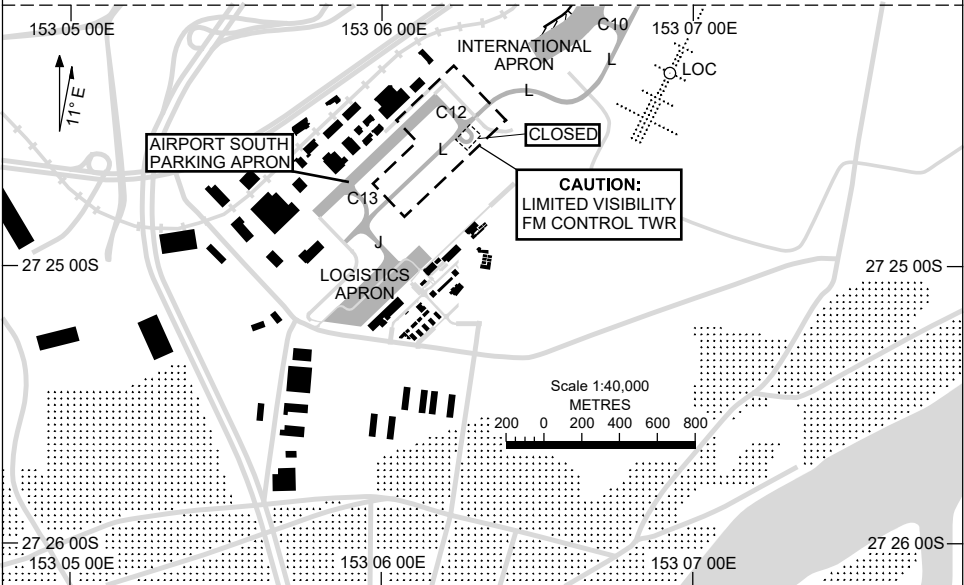 153 05 00E
153 06 00E
C10
153 07 00E
INTERNATIONAL
APRON
L
LOC
11° E
L
C12
CLOSED
AIRPORT SOUTH
PARKING APRON
L
CAUTION:
LIMITED VISIBILITY
FM CONTROL TWR
C13
J
27 25 00S
LOGISTICS
APRON
27 25 00S
Scale 1:40,000
METRES
200 0 200 400 600 800
27 26 00S
27 26 00S
153 05 00E
153 06 00E
153 07 00E